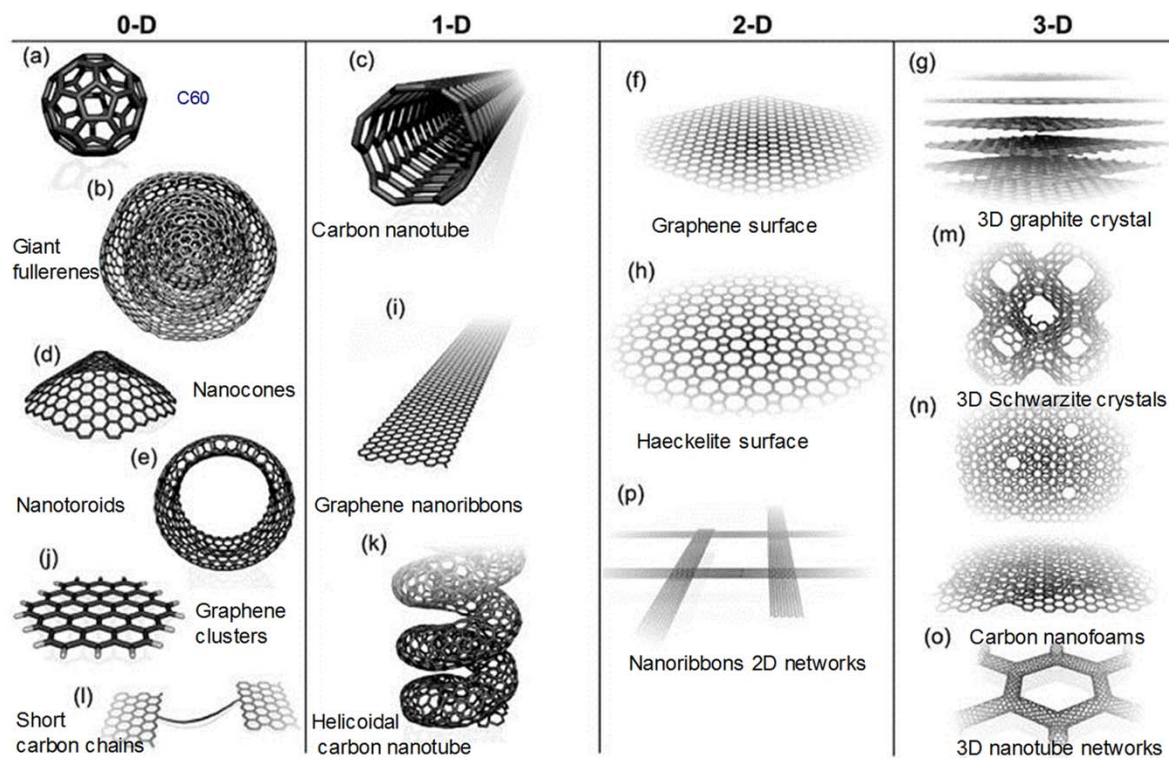 0-D
1-D
2-D
3-D
(a)
C60
(b)
Giant
fullerenes
(d)
Nanocones
(e)
Nanotoroids
(j)
Graphene
clusters
(l)
Short
carbon chains
(c)
Carbon nanotube
(i)
Graphene nanoribbons
(k)
Helicoidal
carbon nanotube
(f)
Graphene surface
(h)
Haeckelite surface
(p)
Nanoribbons 2D networks
(g)
3D graphite crystal
(m)
3D Schwarzite crystals
(n)
Carbon nanofoams
(o)
3D nanotube networks